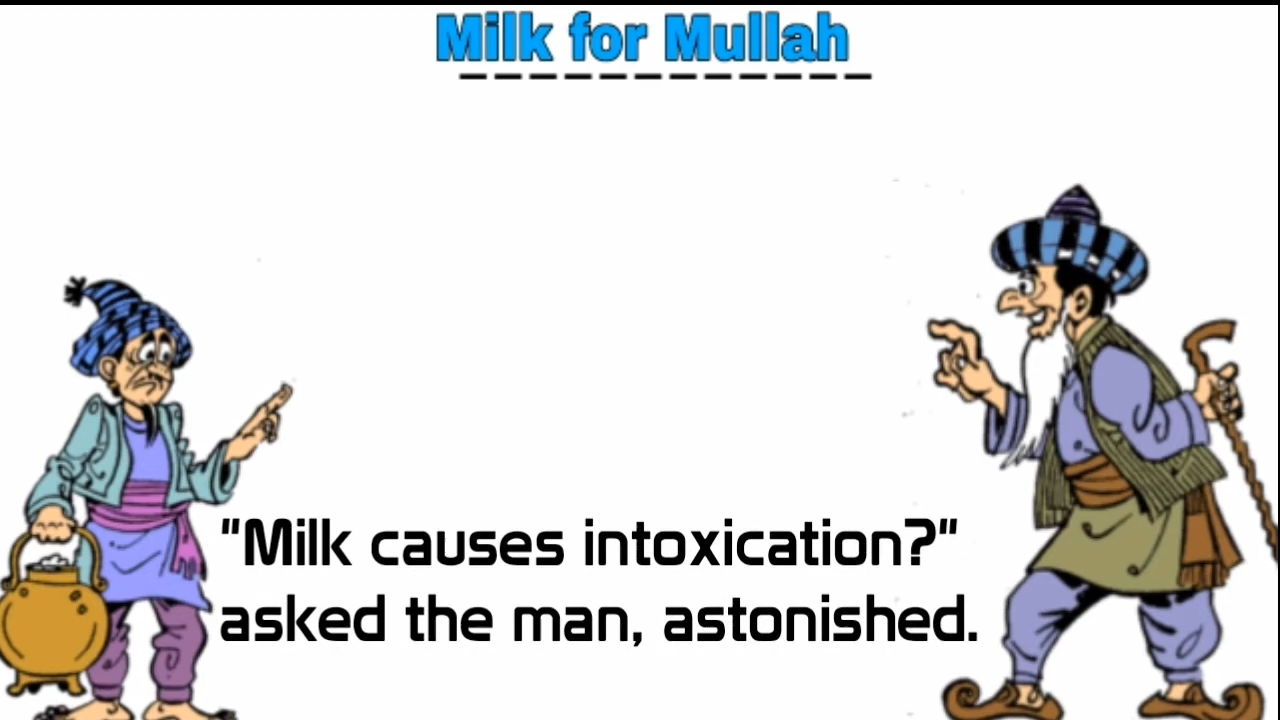 Milk for Mullah
"Milk causes intoxication?"
asked the man, astonished.